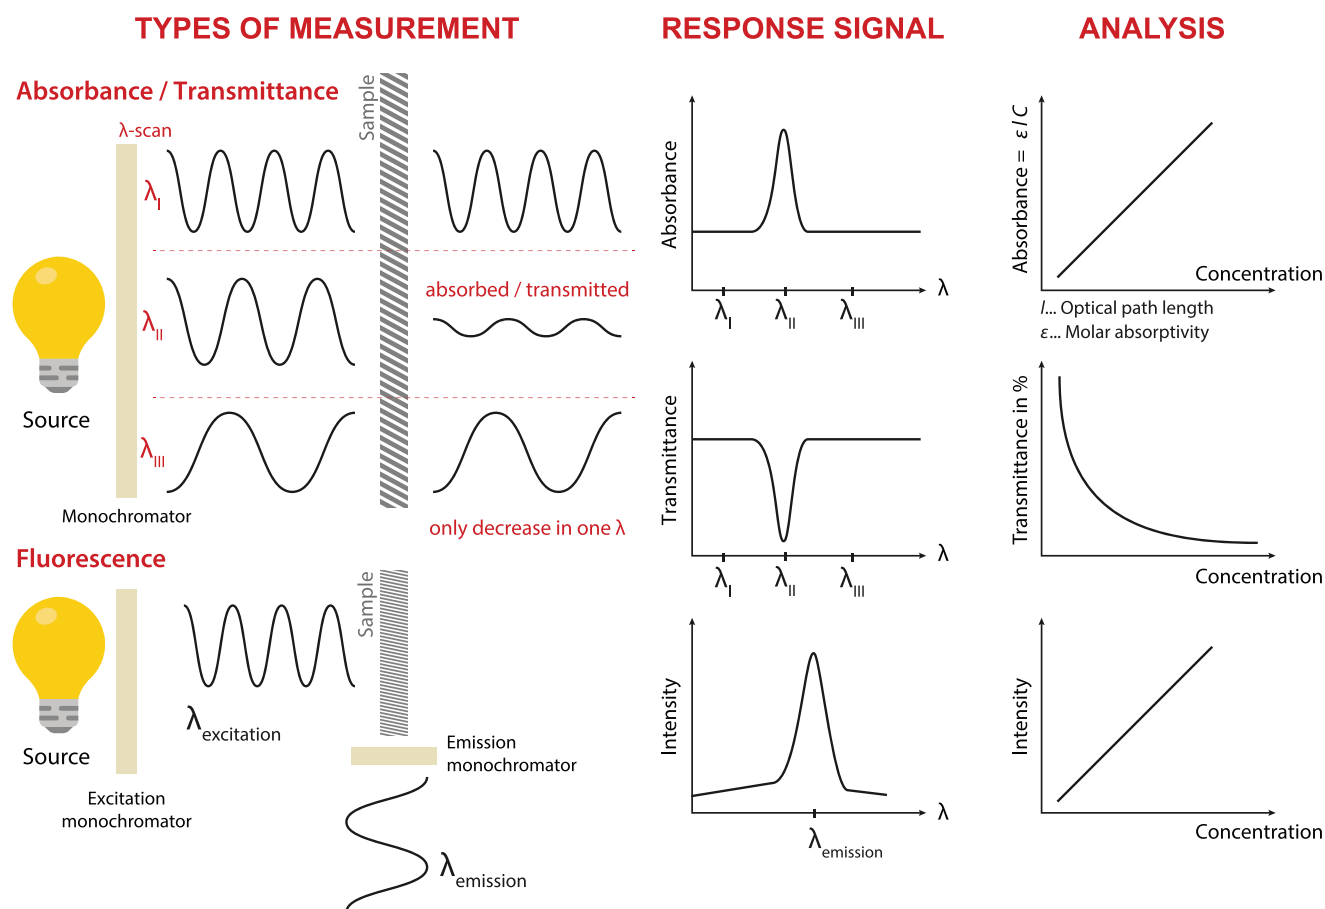 TYPES OF MEASUREMENT
RESPONSE SIGNAL
ANALYSIS
Absorbance / Transmittance
λ-scan
Sample
λI
λII
λIII
absorbed / transmitted
Source
Monochromator
only decrease in one λ
Absorbance
λ
λI
λII
λIII
Absorbance = ε l C
Concentration
l... Optical path length
ε... Molar absorptivity
Transmittance
λ
λI
λII
λIII
Transmittance in %
Concentration
Fluorescence
Sample
λexcitation
Source
Excitation
monochromator
Emission
monochromator
λemission
Intensity
λ
λemission
Intensity
Concentration